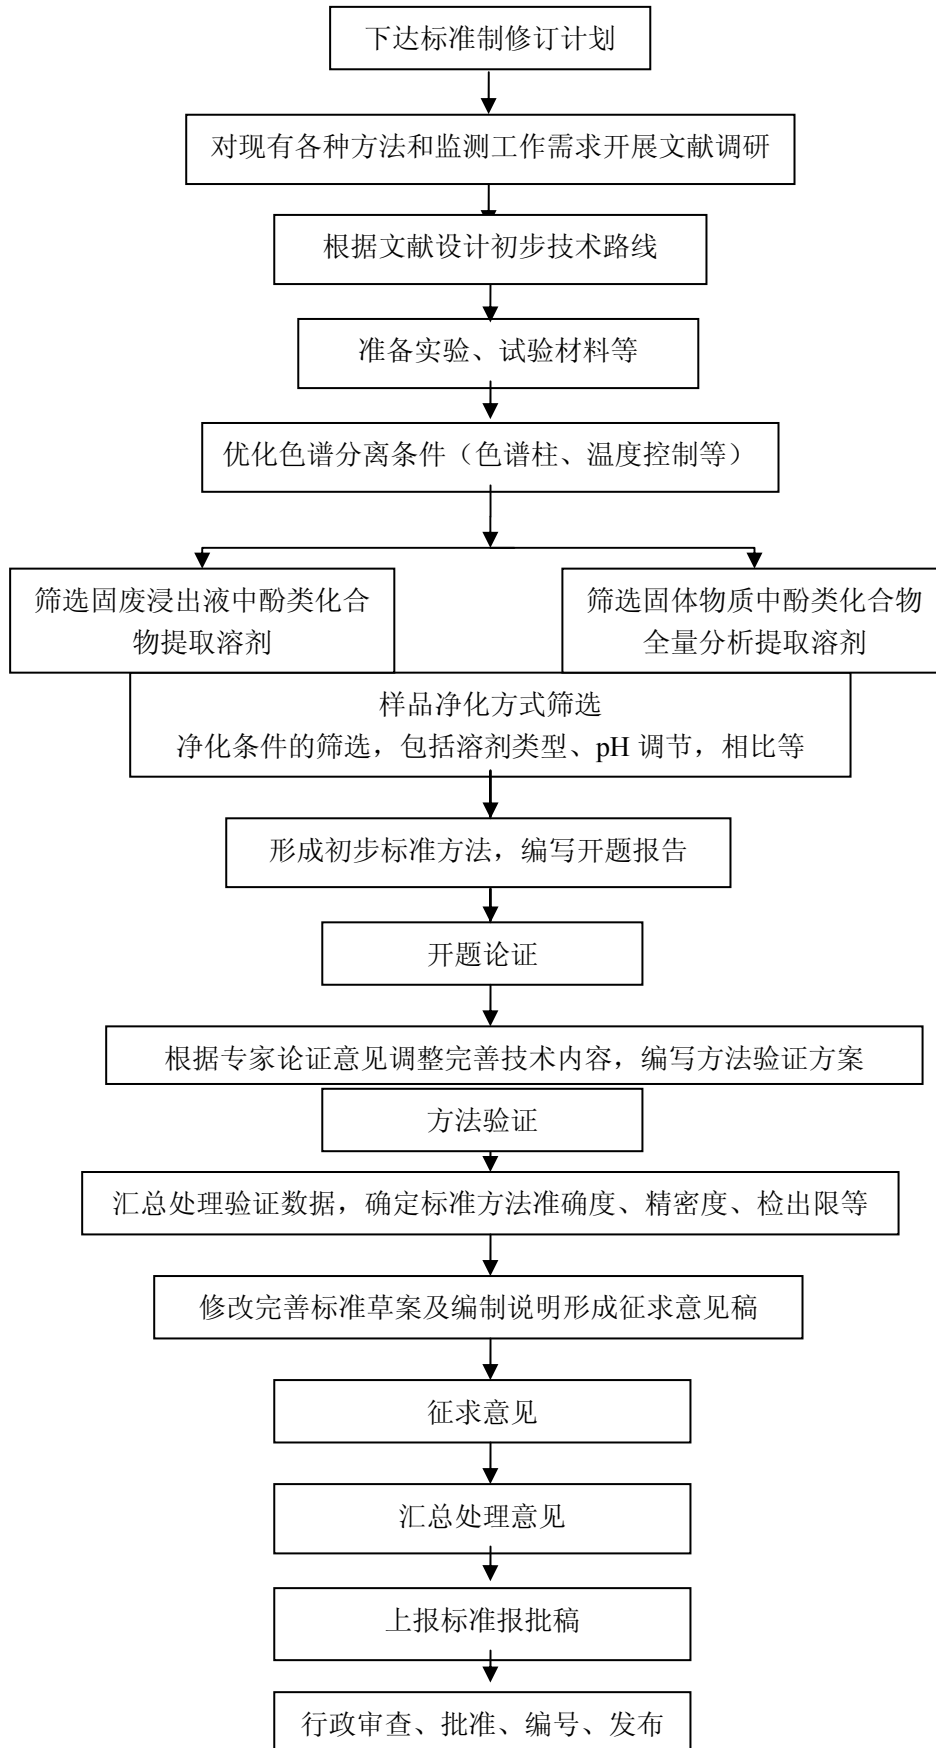 下达标准制修订计划
对现有各种方法和监测工作需求开展文献调研
根据文献设计初步技术路线
准备实验、试验材料等
优化色谱分离条件（色谱柱、温度控制等）
筛选固废浸出液中酚类化合
物提取溶剂
筛选固体物质中酚类化合物
全量分析提取溶剂
样品净化方式筛选
净化条件的筛选，包括溶剂类型、pH 调节，相比等
形成初步标准方法，编写开题报告
开题论证
根据专家论证意见调整完善技术内容，编写方法验证方案
方法验证
汇总处理验证数据，确定标准方法准确度、精密度、检出限等
修改完善标准草案及编制说明形成征求意见稿
征求意见
汇总处理意见
上报标准报批稿
行政审查、批准、编号、发布